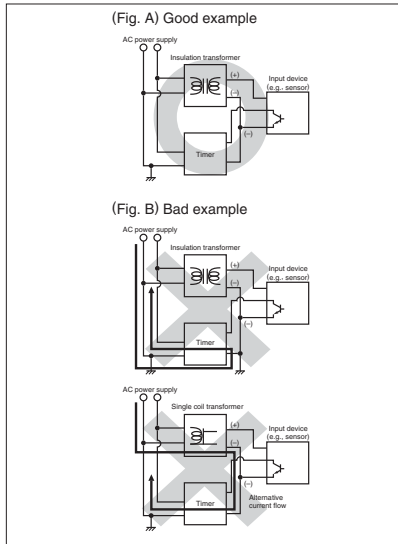 (Fig. A) Good example
AC power supply
Insulation transformer
(+)
(–)
Input device
(e.g., sensor)
(–)
Timer
(Fig. B) Bad example
AC power supply
Insulation transformer
(+)
(–)
Input device
(e.g., sensor)
(–)
Timer
AC power supply
Single coil transformer
(+)
(–)
Input device
(e.g., sensor)
(–)
Timer
Alternative
current flow